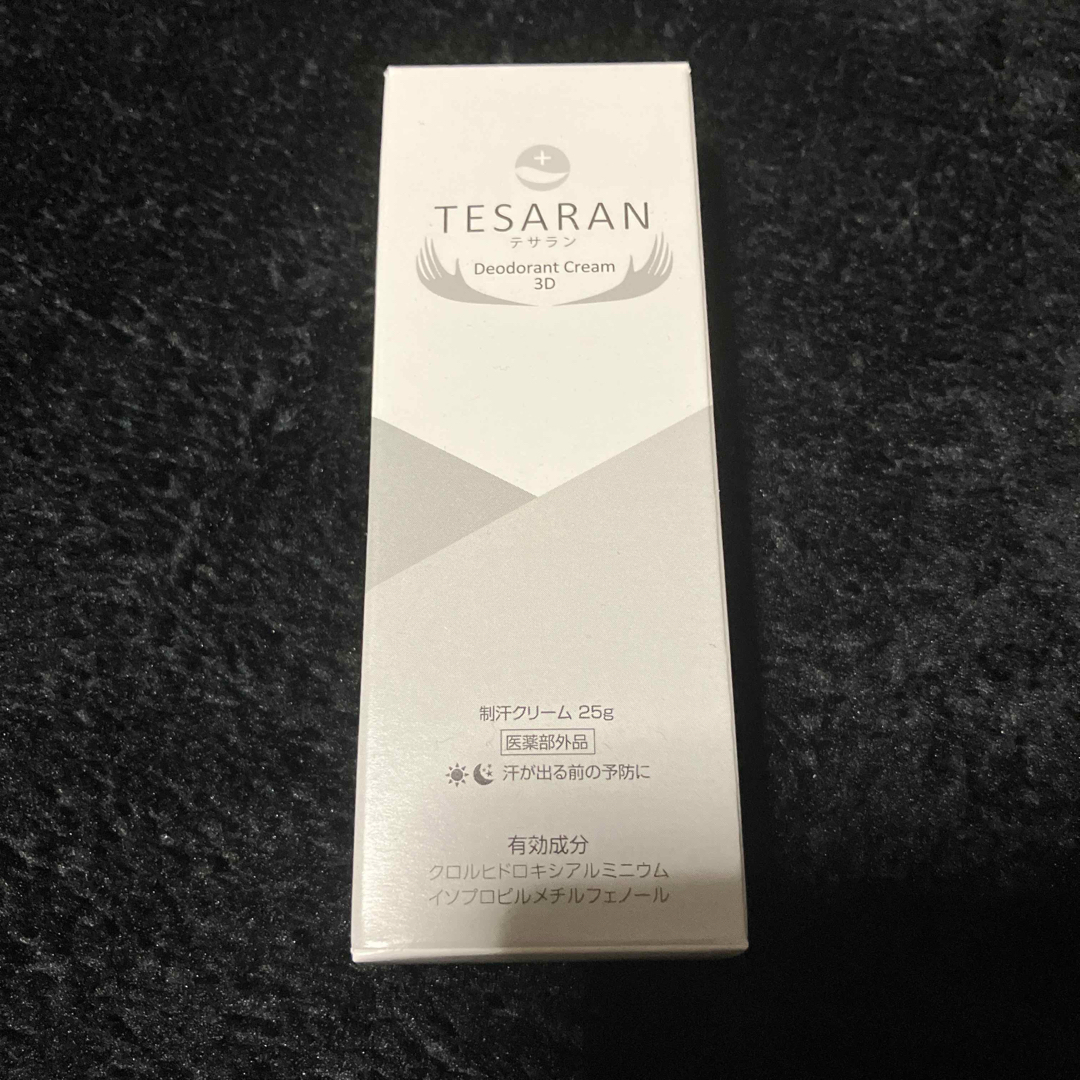 TESARAN
テサラン
Deodorant Cream
3D
制汗クリーム 25g
医薬部外品
汗が出る前の予防に
有効成分
クロルヒドロキシアルミニウム
イソプロピルメチルフェノール